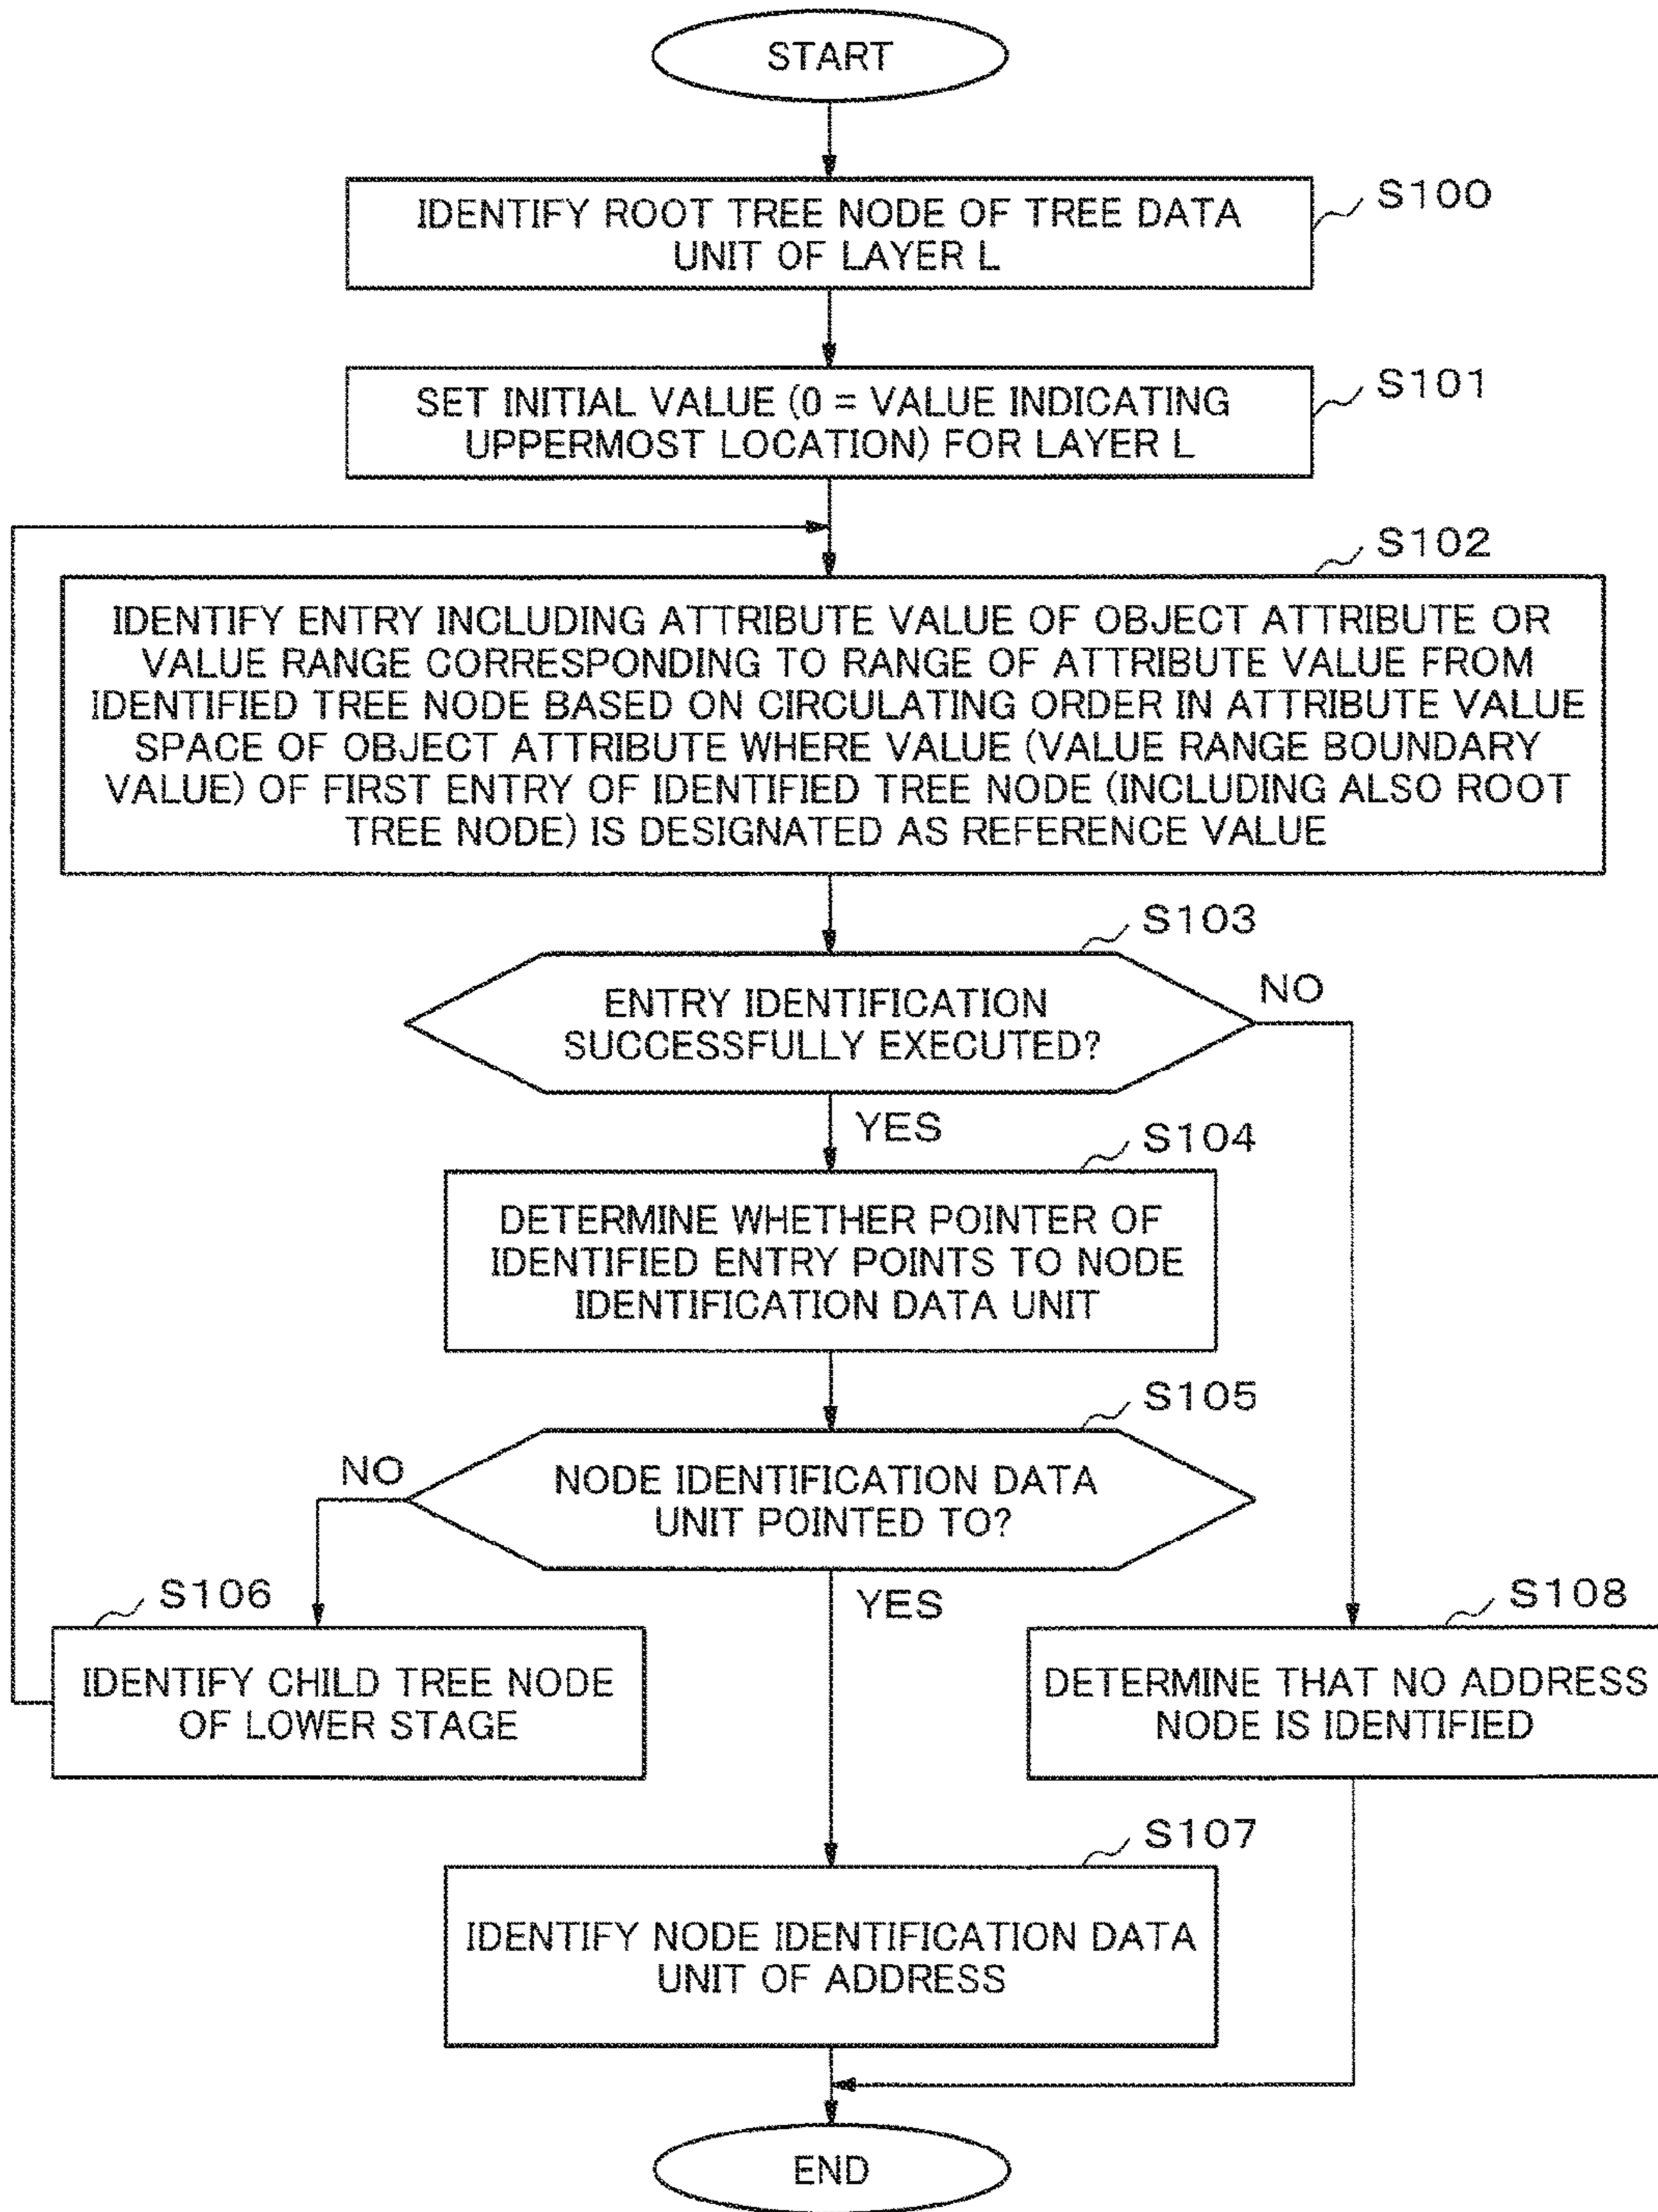 START
S100
IDENTIFY ROOT TREE NODE OF TREE DATA
UNIT OF LAYER L
S101
SET INITIAL VALUE (0 = VALUE INDICATING
UPPERMOST LOCATION) FOR LAYER L
S102
IDENTIFY ENTRY INCLUDING ATTRIBUTE VALUE OF OBJECT ATTRIBUTE OR
VALUE RANGE CORRESPONDING TO RANGE OF ATTRIBUTE VALUE FROM
IDENTIFIED TREE NODE BASED ON CIRCULATING ORDER IN ATTRIBUTE VALUE
SPACE OF OBJECT ATTRIBUTE WHERE VALUE (VALUE RANGE BOUNDARY
VALUE) OF FIRST ENTRY OF IDENTIFIED TREE NODE (INCLUDING ALSO ROOT
TREE NODE) IS DESIGNATED AS REFERENCE VALUE
S103
ENTRY IDENTIFICATION
SUCCESSFULLY EXECUTED?
NO
YES
S104
DETERMINE WHETHER POINTER OF
IDENTIFIED ENTRY POINTS TO NODE
IDENTIFICATION DATA UNIT
S105
NO
NODE IDENTIFICATION DATA
UNIT POINTED TO?
YES
S106
IDENTIFY CHILD TREE NODE
OF LOWER STAGE
S108
DETERMINE THAT NO ADDRESS
NODE IS IDENTIFIED
S107
IDENTIFY NODE IDENTIFICATION DATA
UNIT OF ADDRESS
END